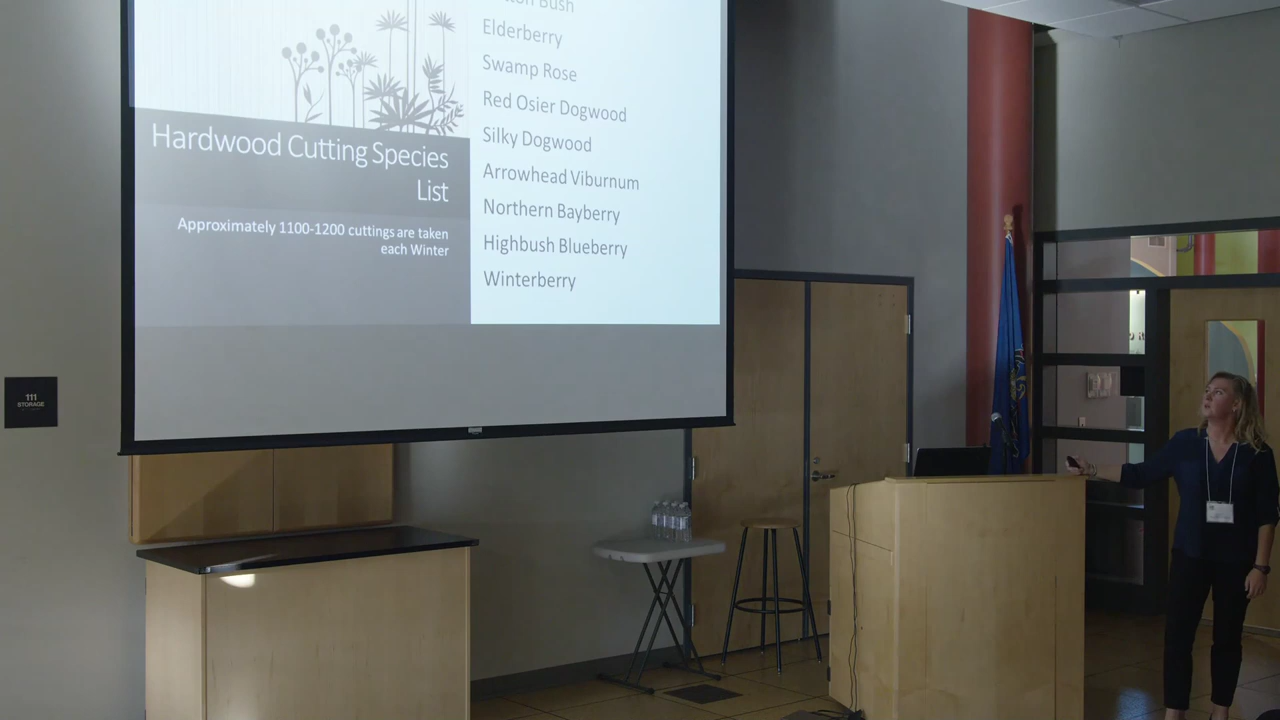 Bush
Elderberry
Swamp Rose
Red Osier Dogwood
Silky Dogwood
Arrowhead Viburnum
Northern Bayberry
Highbush Blueberry
Winterberry
Hardwood Cutting Species
List
Approximately 1100-1200 cuttings are taken
each Winter
111
STORAGE